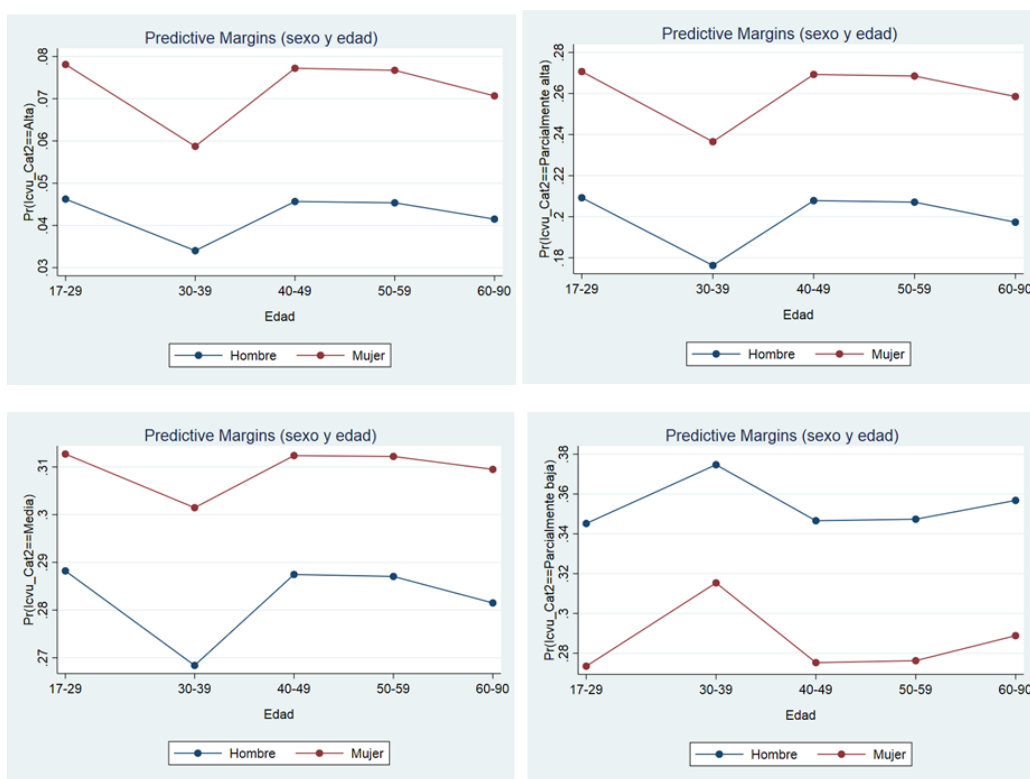 Predictive Margins (sexo y edad)
Pr(Icvu_Cat2==Alta)
.08
.07
.06
.05
.04
.03
17-29 30-39 40-49 50-59 60-90
Edad
Hombre Mujer
Predictive Margins (sexo y edad)
Pr(Icvu_Cat2==Parcialmente alta)
.28
.26
.24
.22
.2
.18
17-29 30-39 40-49 50-59 60-90
Edad
Hombre Mujer
Predictive Margins (sexo y edad)
Pr(Icvu_Cat2==Media)
.31
.3
.29
.28
.27
17-29 30-39 40-49 50-59 60-90
Edad
Hombre Mujer
Predictive Margins (sexo y edad)
Pr(Icvu_Cat2==Parcialmente baja)
.38
.36
.34
.32
.3
.28
17-29 30-39 40-49 50-59 60-90
Edad
Hombre Mujer